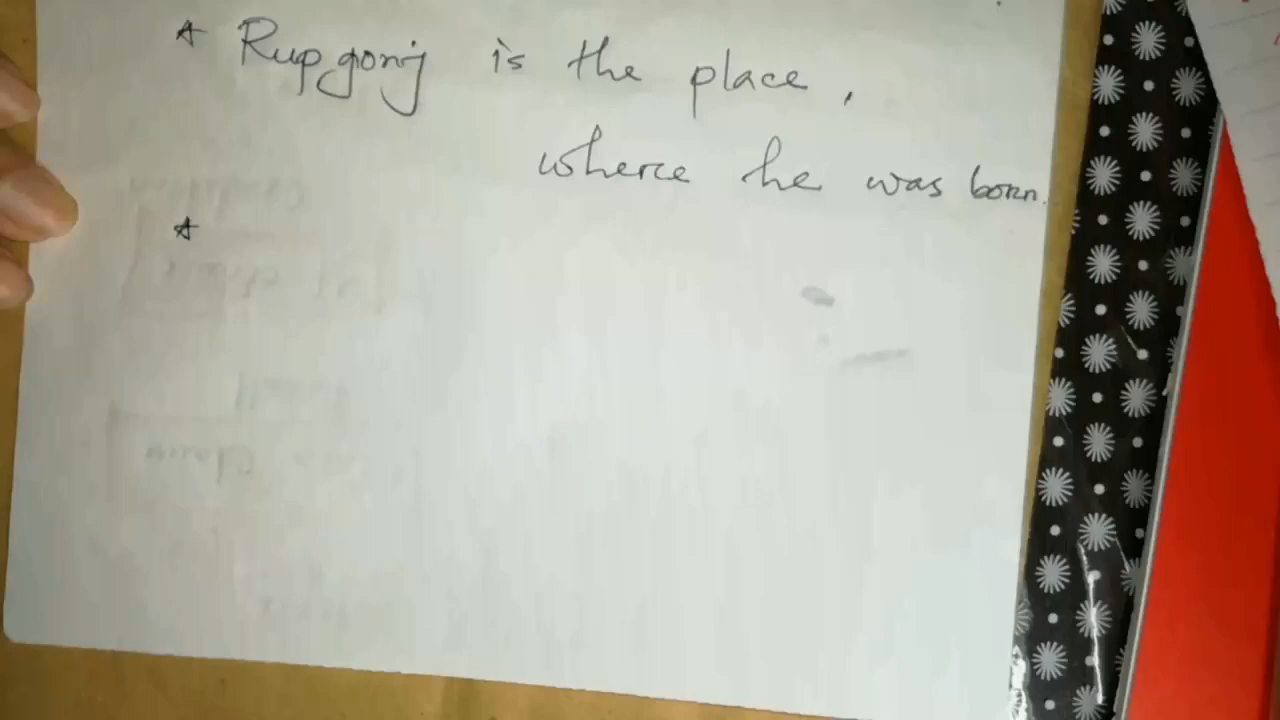 * Rupgonj is the place,
where he was born.
*